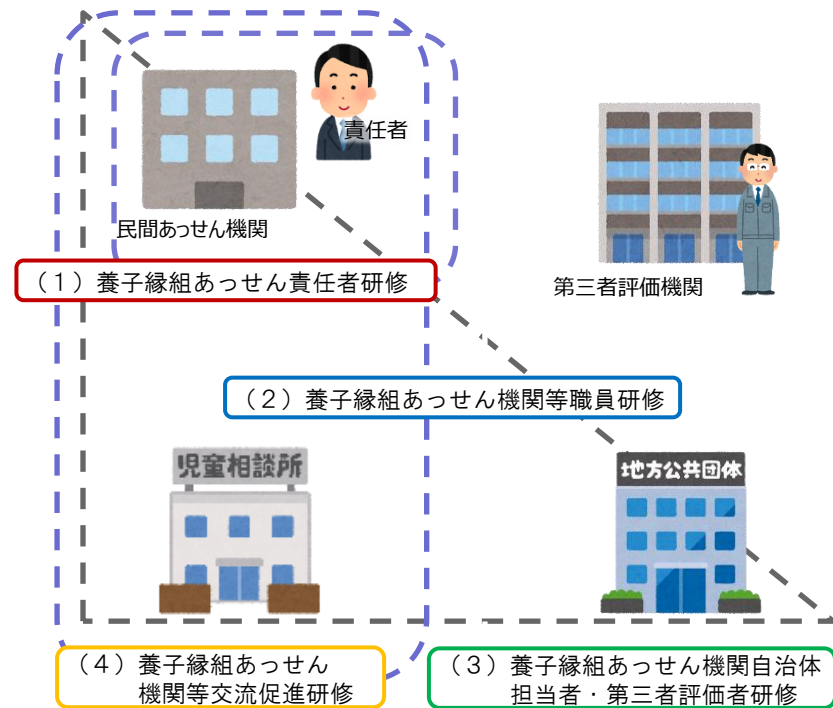 責任者
民間あっせん機関
（１）養子縁組あっせん責任者研修
第三者評価機関
（２）養子縁組あっせん機関等職員研修
児童相談所
地方公共団体
（４）養子縁組あっせん
機関等交流促進研修
（３）養子縁組あっせん機関自治体
担当者・第三者評価者研修